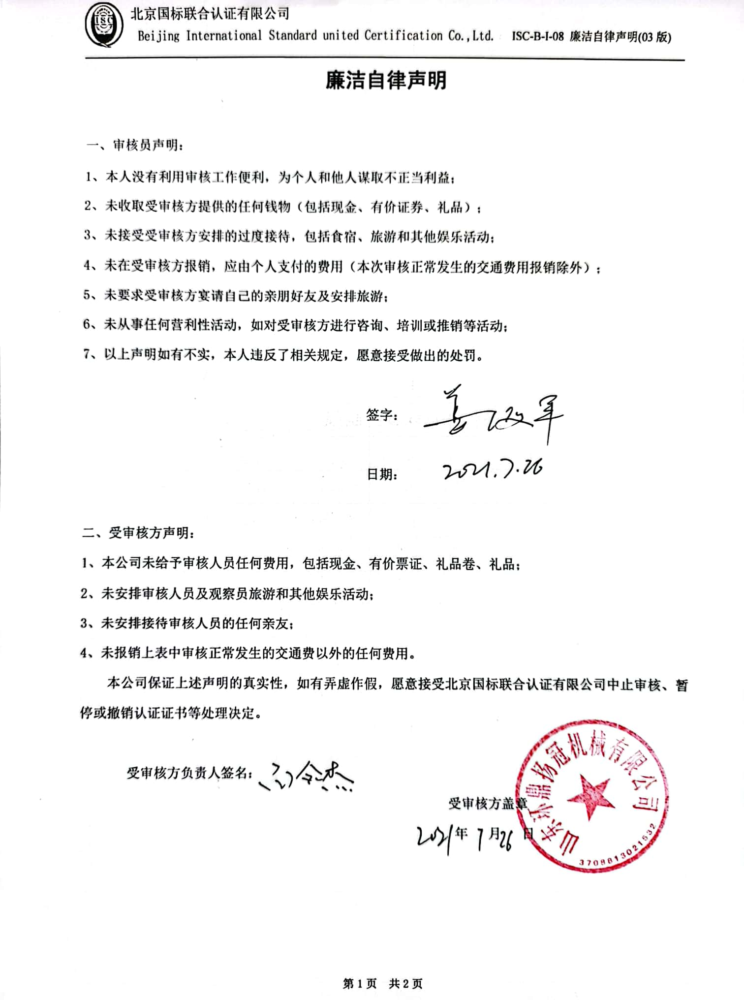 ISC
北京国标联合认证有限公司
Beijing International Standard united Certification Co.,Ltd. ISC-B-I-08 廉洁自律声明(03 版)
廉洁自律声明
一、审核员声明：
1、本人没有利用审核工作便利，为个人和他人谋取不正当利益；
2、未收取受审核方提供的任何钱物（包括现金、有价证券、礼品）；
3、未接受受审核方安排的过度接待，包括食宿、旅游和其他娱乐活动；
4、未在受审核方报销，应由个人支付的费用（本次审核正常发生的交通费用报销除外）；
5、未要求受审核方宴请自己的亲朋好友及安排旅游；
6、未从事任何营利性活动，如对受审核方进行咨询、培训或推销等活动；
7、以上声明如有不实，本人违反了相关规定，愿意接受做出的处罚。
签字： 姜海军
日期： 2021.7.26
二、受审核方声明：
1、本公司未给予审核人员任何费用，包括现金、有价票证、礼品卷、礼品；
2、未安排审核人员及观察员旅游和其他娱乐活动；
3、未安排接待审核人员的任何亲友；
4、未报销上表中审核正常发生的交通费以外的任何费用。
本公司保证上述声明的真实性，如有弄虚作假，愿意接受北京国标联合认证有限公司中止审核、暂
停或撤销认证证书等处理决定。
受审核方负责人签名：
受审核方盖章
2021年 7 月26 日
山东环鼎扬冠机械有限公司
3708813021532
第 1 页 共 2 页